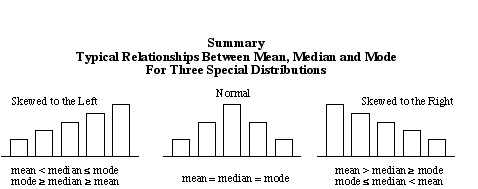 Summary
Typical Relationships Between Mean, Median and Mode
For Three Special Distributions
Skewed to the Left
mean < median ≤ mode
mode ≥ median ≥ mean
Normal
mean = median = mode
Skewed to the Right
mean > median ≥ mode
mode ≤ median < mean